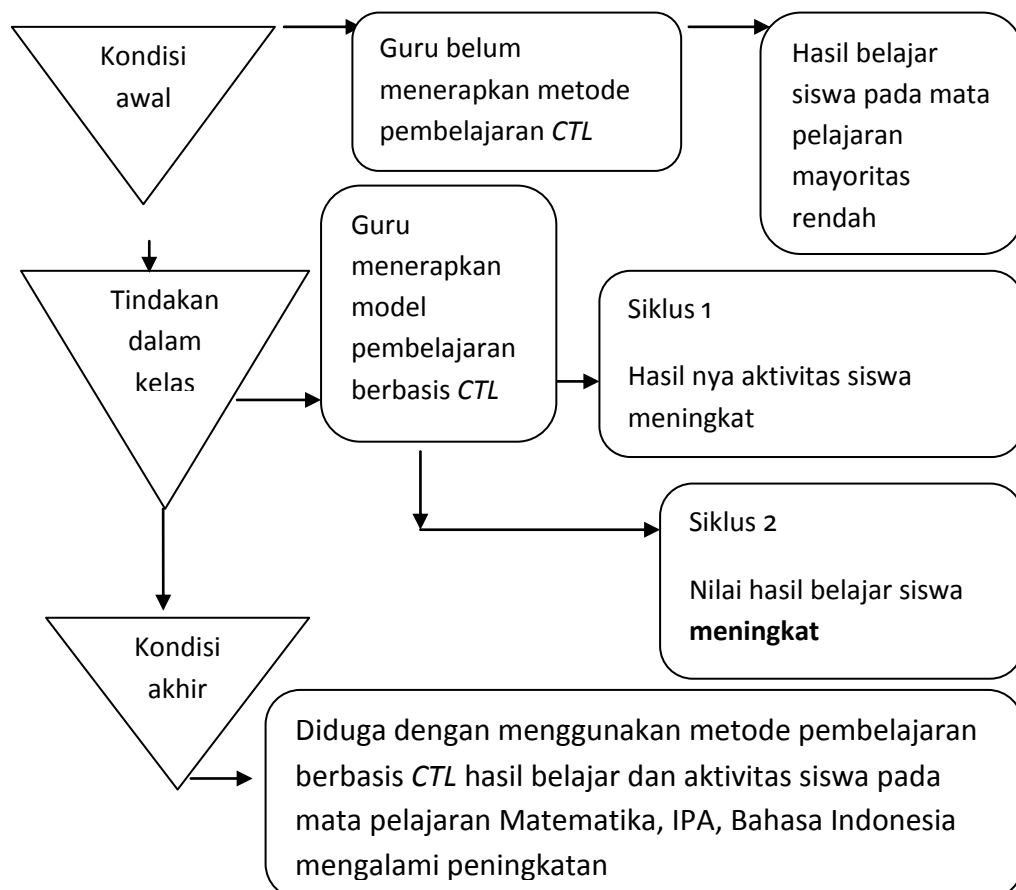 Kondisi
awal
Guru belum
menerapkan metode
pembelajaran CTL
Hasil belajar
siswa pada mata
pelajaran
mayoritas
rendah
Tindakan
dalam
kelas
Guru
menerapkan
model
pembelajaran
berbasis CTL
Siklus 1
Hasil nya aktivitas siswa
meningkat
Siklus 2
Nilai hasil belajar siswa
meningkat
Kondisi
akhir
Diduga dengan menggunakan metode pembelajaran
berbasis CTL hasil belajar dan aktivitas siswa pada
mata pelajaran Matematika, IPA, Bahasa Indonesia
mengalami peningkatan